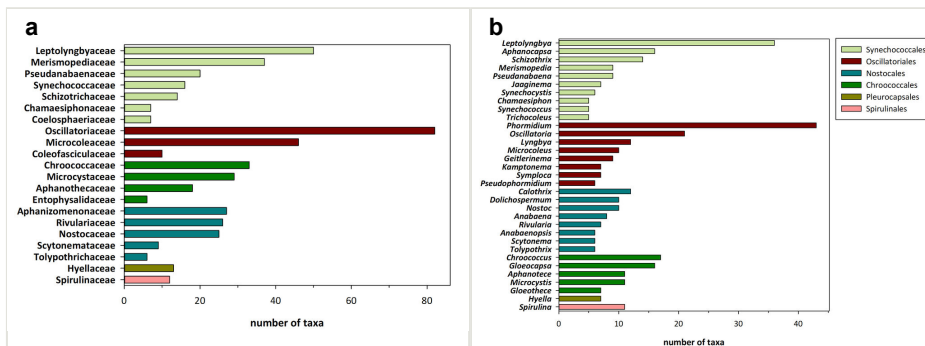 a
Leptolyngbyaceae
Merismopediaceae
Pseudanabaenaceae
Synechococcaceae
Schizotrichaceae
Chamaesiphonaceae
Coelosphaeriaceae
Oscillatoriaceae
Microcoleaceae
Coleofasciculaceae
Chroococcaceae
Microcystaceae
Aphanothecaceae
Entophysalidaceae
Aphanizomenonaceae
Rivulariaceae
Nostocaceae
Scytonemataceae
Tolypothrichaceae
Hyellaceae
Spirulinaceae
0 20 40 60 80
number of taxa
b
Leptolyngbya
Aphanocapsa
Schizothrix
Merismopedia
Pseudanabaena
Jaaginema
Synechocystis
Chamaesiphon
Synechococcus
Trichocoleus
Phormidium
Oscillatoria
Lyngbya
Microcoleus
Geitlerinema
Kamptonema
Symploca
Pseudophormidium
Calothrix
Dolichospermum
Nostoc
Anabaena
Rivularia
Anabaenopsis
Scytonema
Tolypothrix
Chroococcus
Gloeocapsa
Aphanotece
Microcystis
Gloeothece
Hyella
Spirulina
0 10 20 30 40
number of taxa
Synechococcales
Oscillatoriales
Nostocales
Chroococcales
Pleurocapsales
Spirulinales